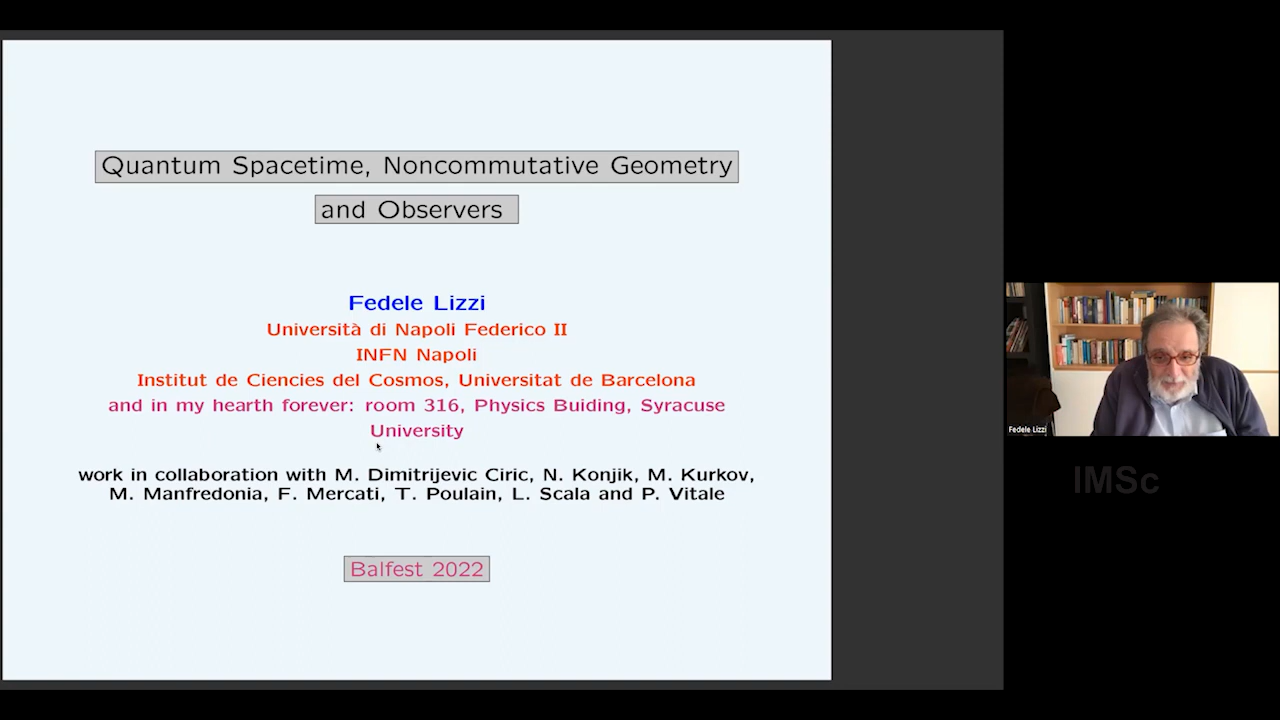 Quantum Spacetime, Noncommutative Geometry
and Observers
Fedele Lizzi
Università di Napoli Federico II
INFN Napoli
Institut de Ciencies del Cosmos, Universitat de Barcelona
and in my hearth forever: room 316, Physics Buiding, Syracuse
University
work in collaboration with M. Dimitrijevic Ciric, N. Konjik, M. Kurkov,
M. Manfredonia, F. Mercati, T. Poulain, L. Scala and P. Vitale
Balfest 2022
Fedele Lizzi
IMSc